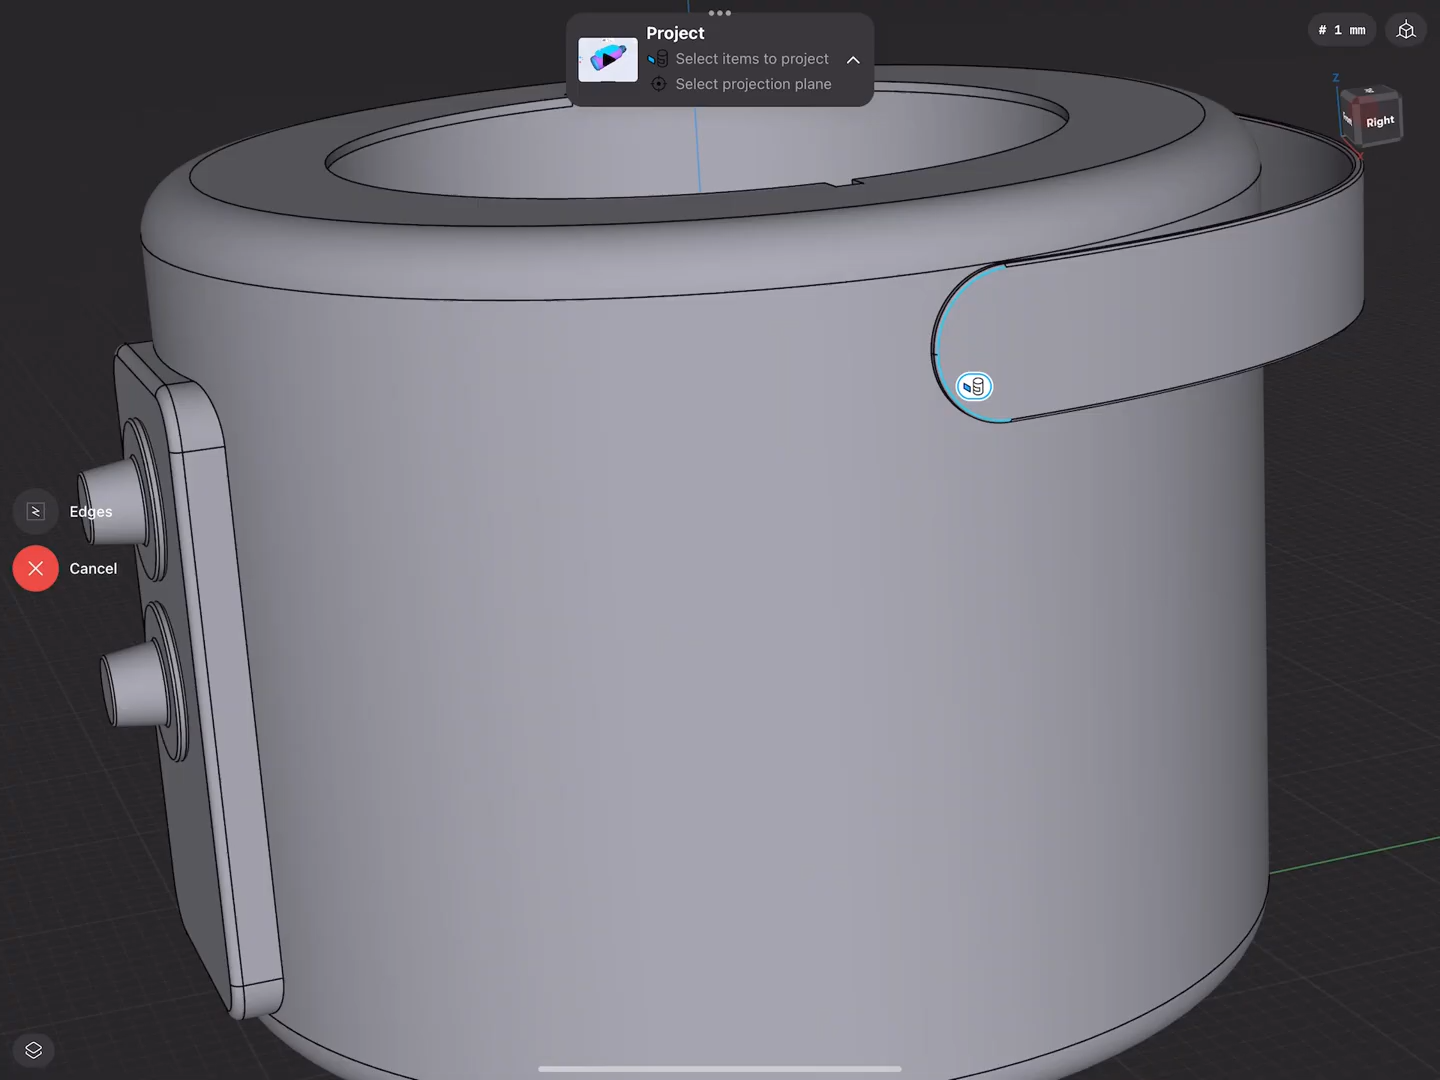 Project
Select items to project
Select projection plane
# 1 mm
Z
Right
X
Edges
Cancel